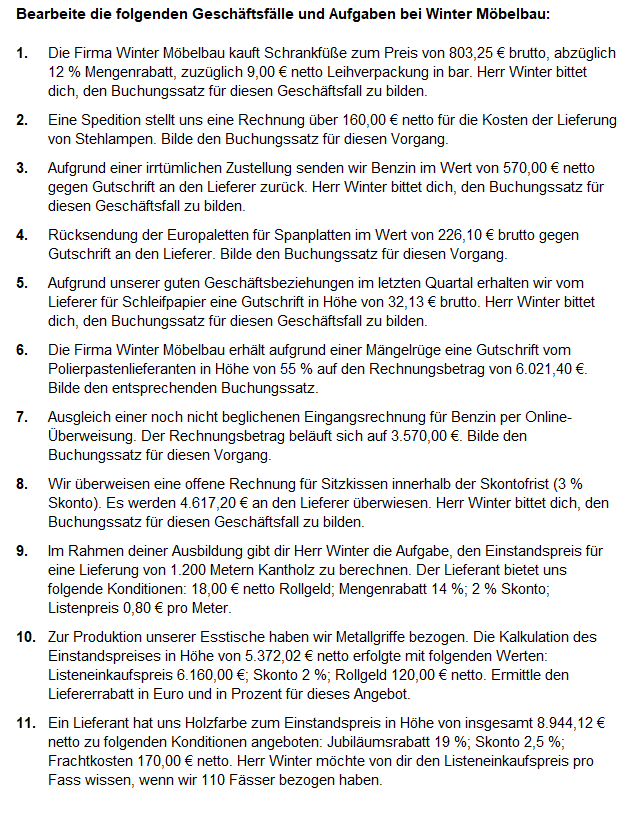 Bearbeite die folgenden Geschäftsfälle und Aufgaben bei Winter Möbelbau:
1. Die Firma Winter Möbelbau kauft Schrankfüße zum Preis von 803,25 € brutto, abzüglich
12 % Mengenrabatt, zuzüglich 9,00 € netto Leihverpackung in bar. Herr Winter bittet
dich, den Buchungssatz für diesen Geschäftsfall zu bilden.
2. Eine Spedition stellt uns eine Rechnung über 160,00 € netto für die Kosten der Lieferung
von Stehlampen. Bilde den Buchungssatz für diesen Vorgang.
3. Aufgrund einer irrtümlichen Zustellung senden wir Benzin im Wert von 570,00 € netto
gegen Gutschrift an den Lieferer zurück. Herr Winter bittet dich, den Buchungssatz für
diesen Geschäftsfall zu bilden.
4. Rücksendung der Europaletten für Spanplatten im Wert von 226,10 € brutto gegen
Gutschrift an den Lieferer. Bilde den Buchungssatz für diesen Vorgang.
5. Aufgrund unserer guten Geschäftsbeziehungen im letzten Quartal erhalten wir vom
Lieferer für Schleifpapier eine Gutschrift in Höhe von 32,13 € brutto. Herr Winter bittet
dich, den Buchungssatz für diesen Geschäftsfall zu bilden.
6. Die Firma Winter Möbelbau erhält aufgrund einer Mängelrüge eine Gutschrift vom
Polierpastenlieferanten in Höhe von 55 % auf den Rechnungsbetrag von 6.021,40 €.
Bilde den entsprechenden Buchungssatz.
7. Ausgleich einer noch nicht beglichenen Eingangsrechnung für Benzin per Online-
Überweisung. Der Rechnungsbetrag beläuft sich auf 3.570,00 €. Bilde den
Buchungssatz für diesen Vorgang.
8. Wir überweisen eine offene Rechnung für Sitzkissen innerhalb der Skontofrist (3 %
Skonto). Es werden 4.617,20 € an den Lieferer überwiesen. Herr Winter bittet dich, den
Buchungssatz für diesen Geschäftsfall zu bilden.
9. Im Rahmen deiner Ausbildung gibt dir Herr Winter die Aufgabe, den Einstandspreis für
eine Lieferung von 1.200 Metern Kantholz zu berechnen. Der Lieferant bietet uns
folgende Konditionen: 18,00 € netto Rollgeld; Mengenrabatt 14 %; 2 % Skonto;
Listenpreis 0,80 € pro Meter.
10. Zur Produktion unserer Esstische haben wir Metallgriffe bezogen. Die Kalkulation des
Einstandspreises in Höhe von 5.372,02 € netto erfolgte mit folgenden Werten:
Listeneinkaufspreis 6.160,00 €; Skonto 2 %; Rollgeld 120,00 € netto. Ermittle den
Liefererrabatt in Euro und in Prozent für dieses Angebot.
11. Ein Lieferant hat uns Holzfarbe zum Einstandspreis in Höhe von insgesamt 8.944,12 €
netto zu folgenden Konditionen angeboten: Jubiläumsrabatt 19 %; Skonto 2,5 %;
Frachtkosten 170,00 € netto. Herr Winter möchte von dir den Listeneinkaufspreis pro
Fass wissen, wenn wir 110 Fässer bezogen haben.